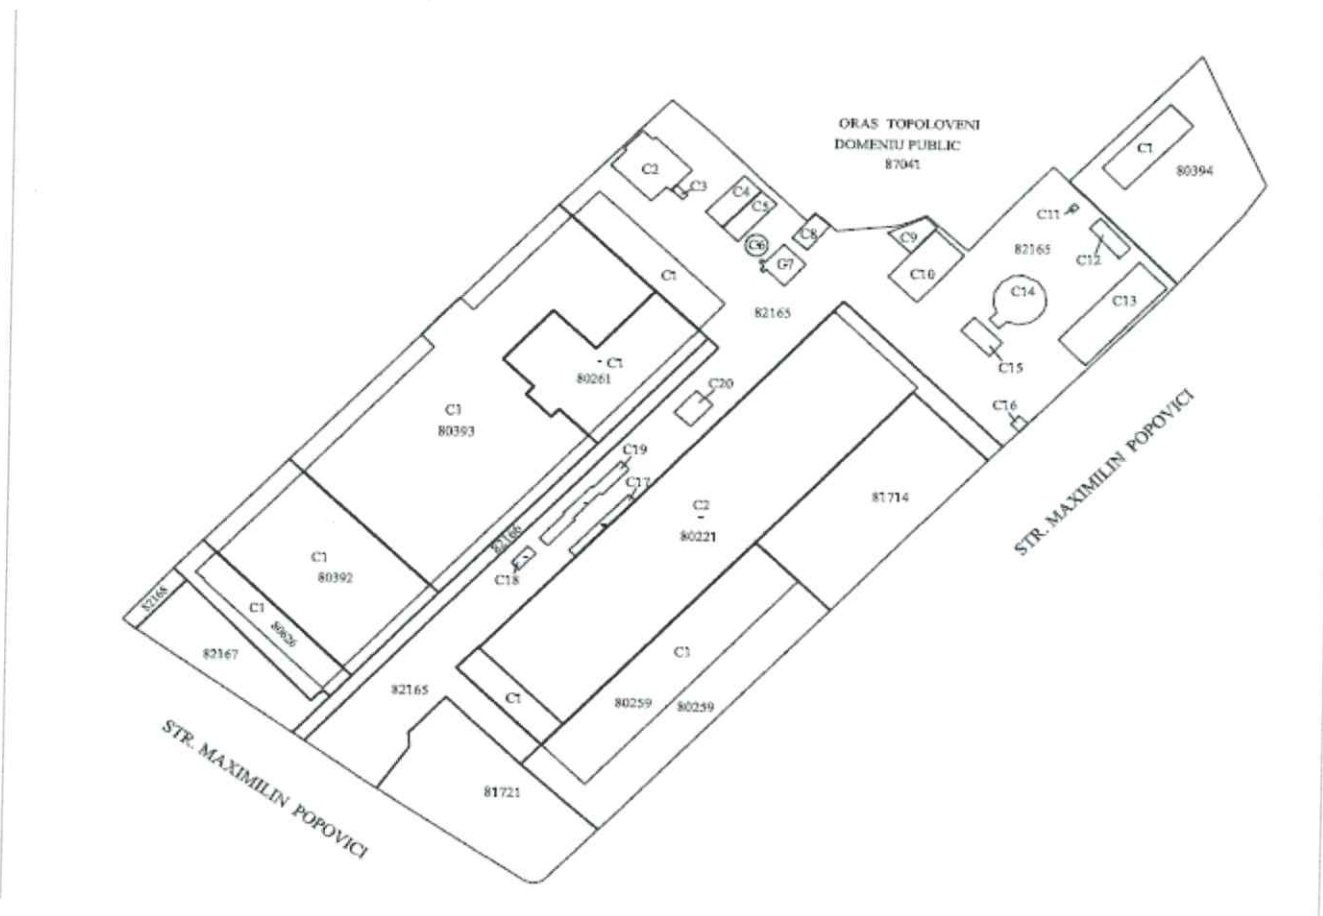 ORAS TOPOLOVENI
DOMENIU PUBLIC
87041
C1
80394
C2
C3
C4
C5
C6
C7
C8
C9
C10
C11
82165
C12
C13
C14
C15
C16
C1
82165
C1
80261
C20
C1
80393
C19
C17
C2
80221
81714
STR. MAXIMILIN POPOVICI
82166
C18
C1
80392
82168
C1
80626
82167
C1
82165
C1
80259
80259
81721
STR. MAXIMILIN POPOVICI